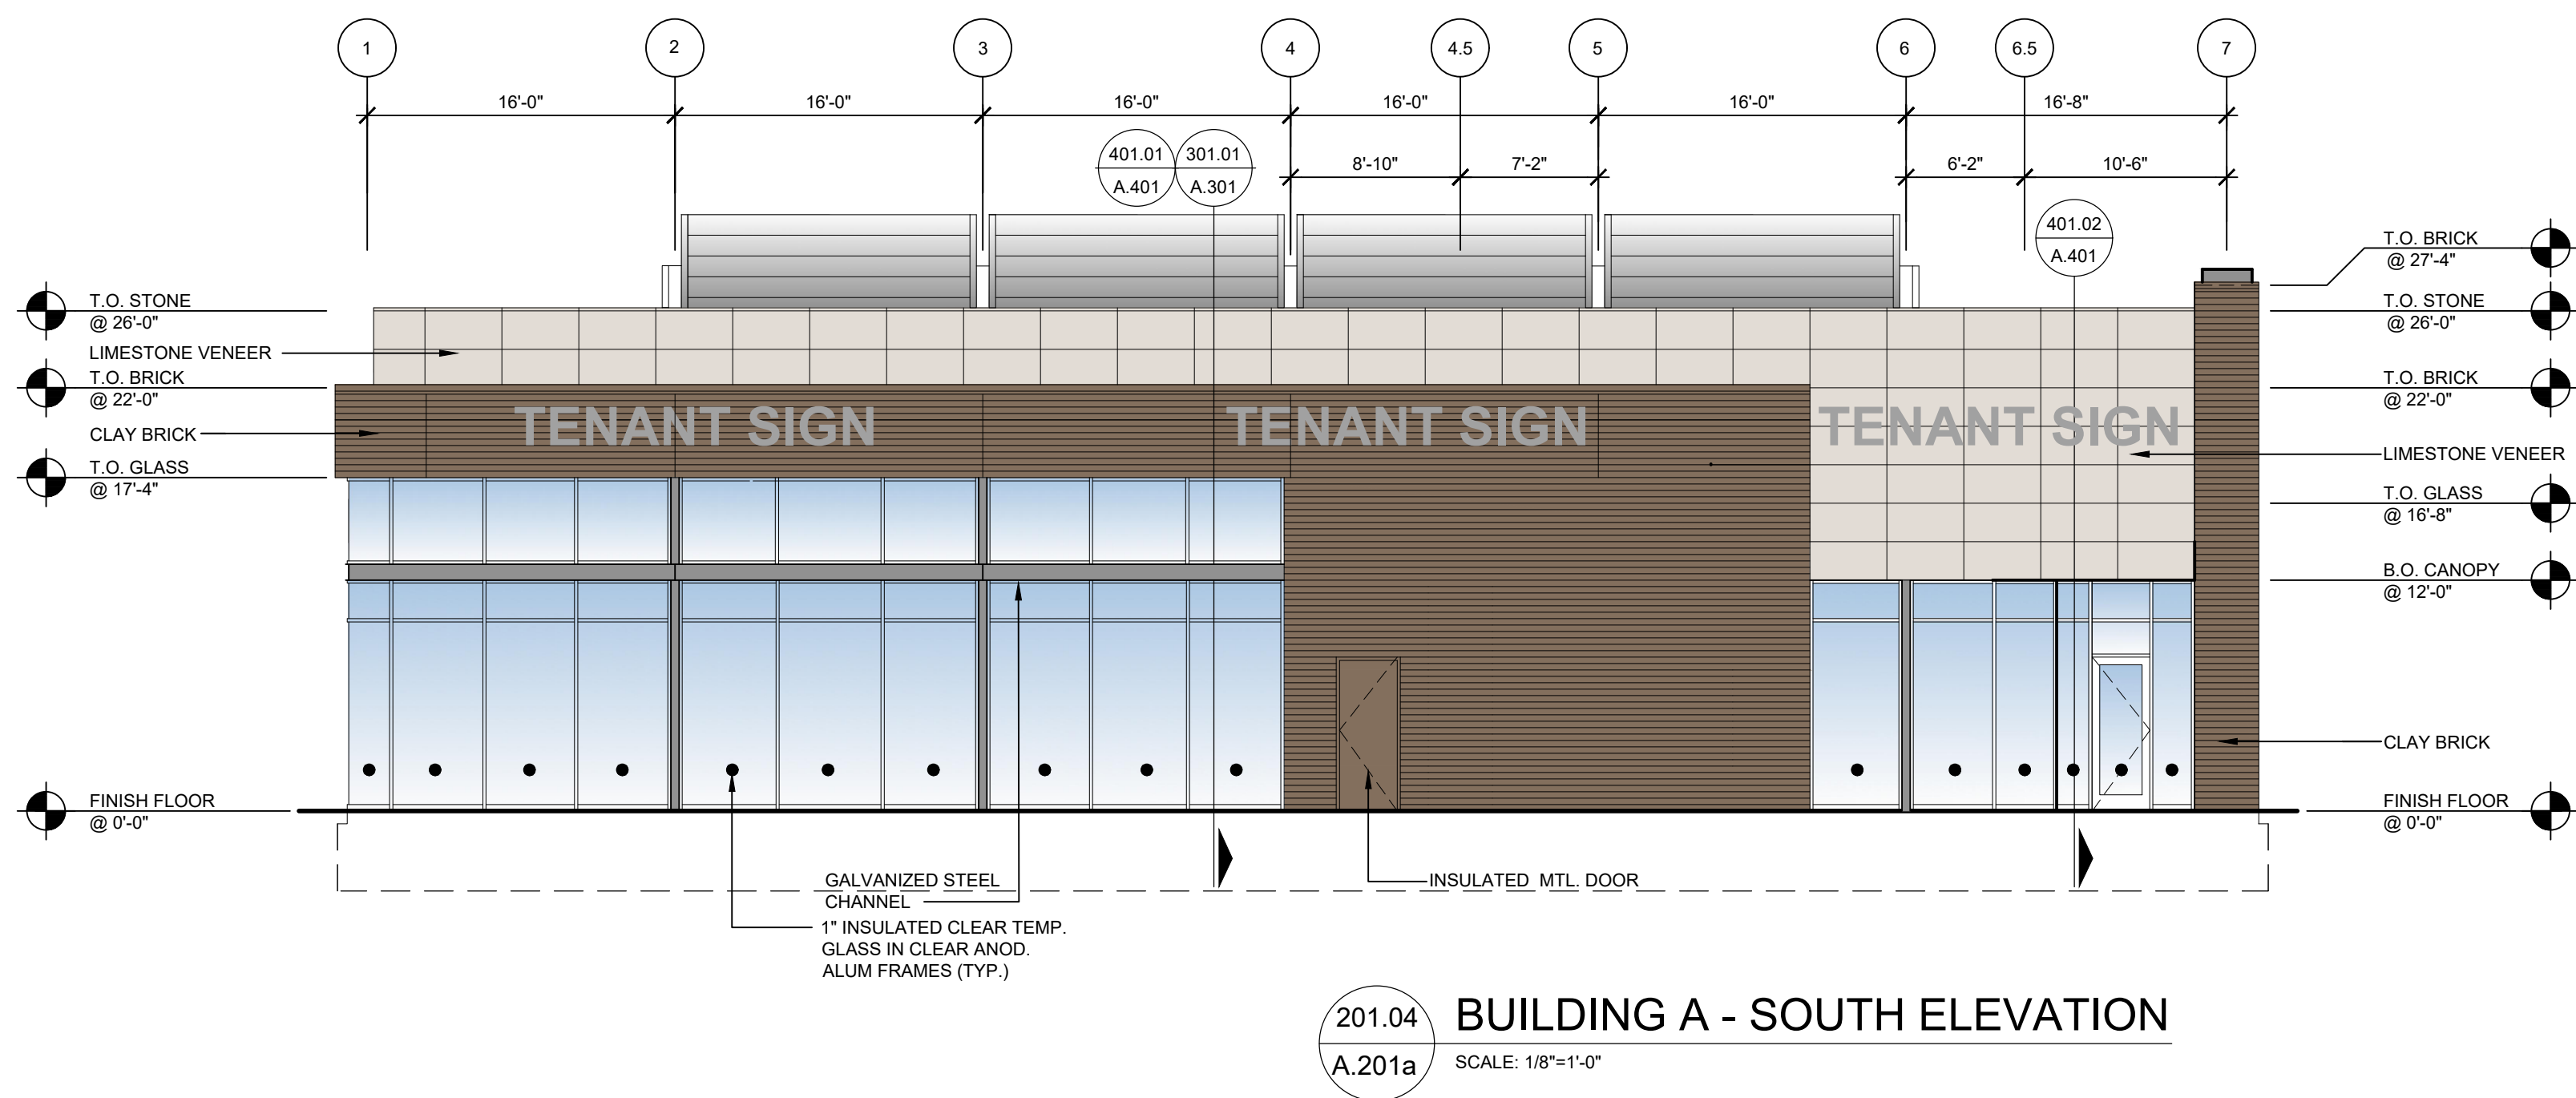 1 2 3 4 4.5 5 6 6.5 7
16'-0" 16'-0" 16'-0" 16'-0" 16'-0" 16'-8"
401.01
A.401
301.01
A.301
8'-10" 7'-2" 6'-2" 10'-6"
401.02
A.401
T.O. STONE
@ 26'-0"
LIMESTONE VENEER
T.O. BRICK
@ 22'-0"
CLAY BRICK
T.O. GLASS
@ 17'-4"
FINISH FLOOR
@ 0'-0"
TENANT SIGN TENANT SIGN TENANT SIGN
T.O. BRICK
@ 27'-4"
T.O. STONE
@ 26'-0"
T.O. BRICK
@ 22'-0"
LIMESTONE VENEER
T.O. GLASS
@ 16'-8"
B.O. CANOPY
@ 12'-0"
CLAY BRICK
FINISH FLOOR
@ 0'-0"
GALVANIZED STEEL
CHANNEL
1" INSULATED CLEAR TEMP.
GLASS IN CLEAR ANOD.
ALUM FRAMES (TYP.)
INSULATED MTL. DOOR
201.04
A.201a
BUILDING A - SOUTH ELEVATION
SCALE: 1/8"=1'-0"